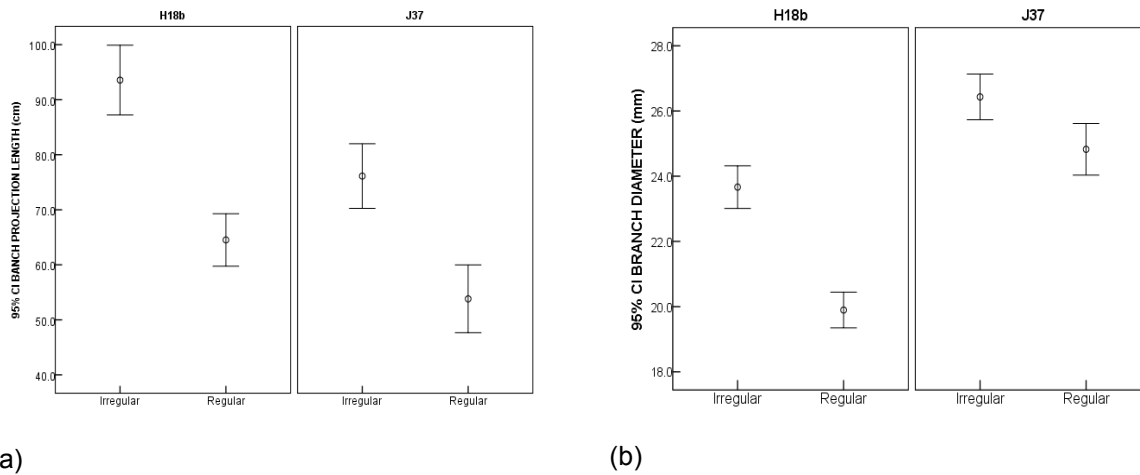 H18b J37
95% CI BANCH PROJECTION LENGTH (cm)
100.0
90.0
80.0
70.0
60.0
50.0
40.0
Irregular Regular Irregular Regular
a)
H18b J37
95% CI BRANCH DIAMETER (mm)
28.0
26.0
24.0
22.0
20.0
18.0
Irregular Regular Irregular Regular
(b)